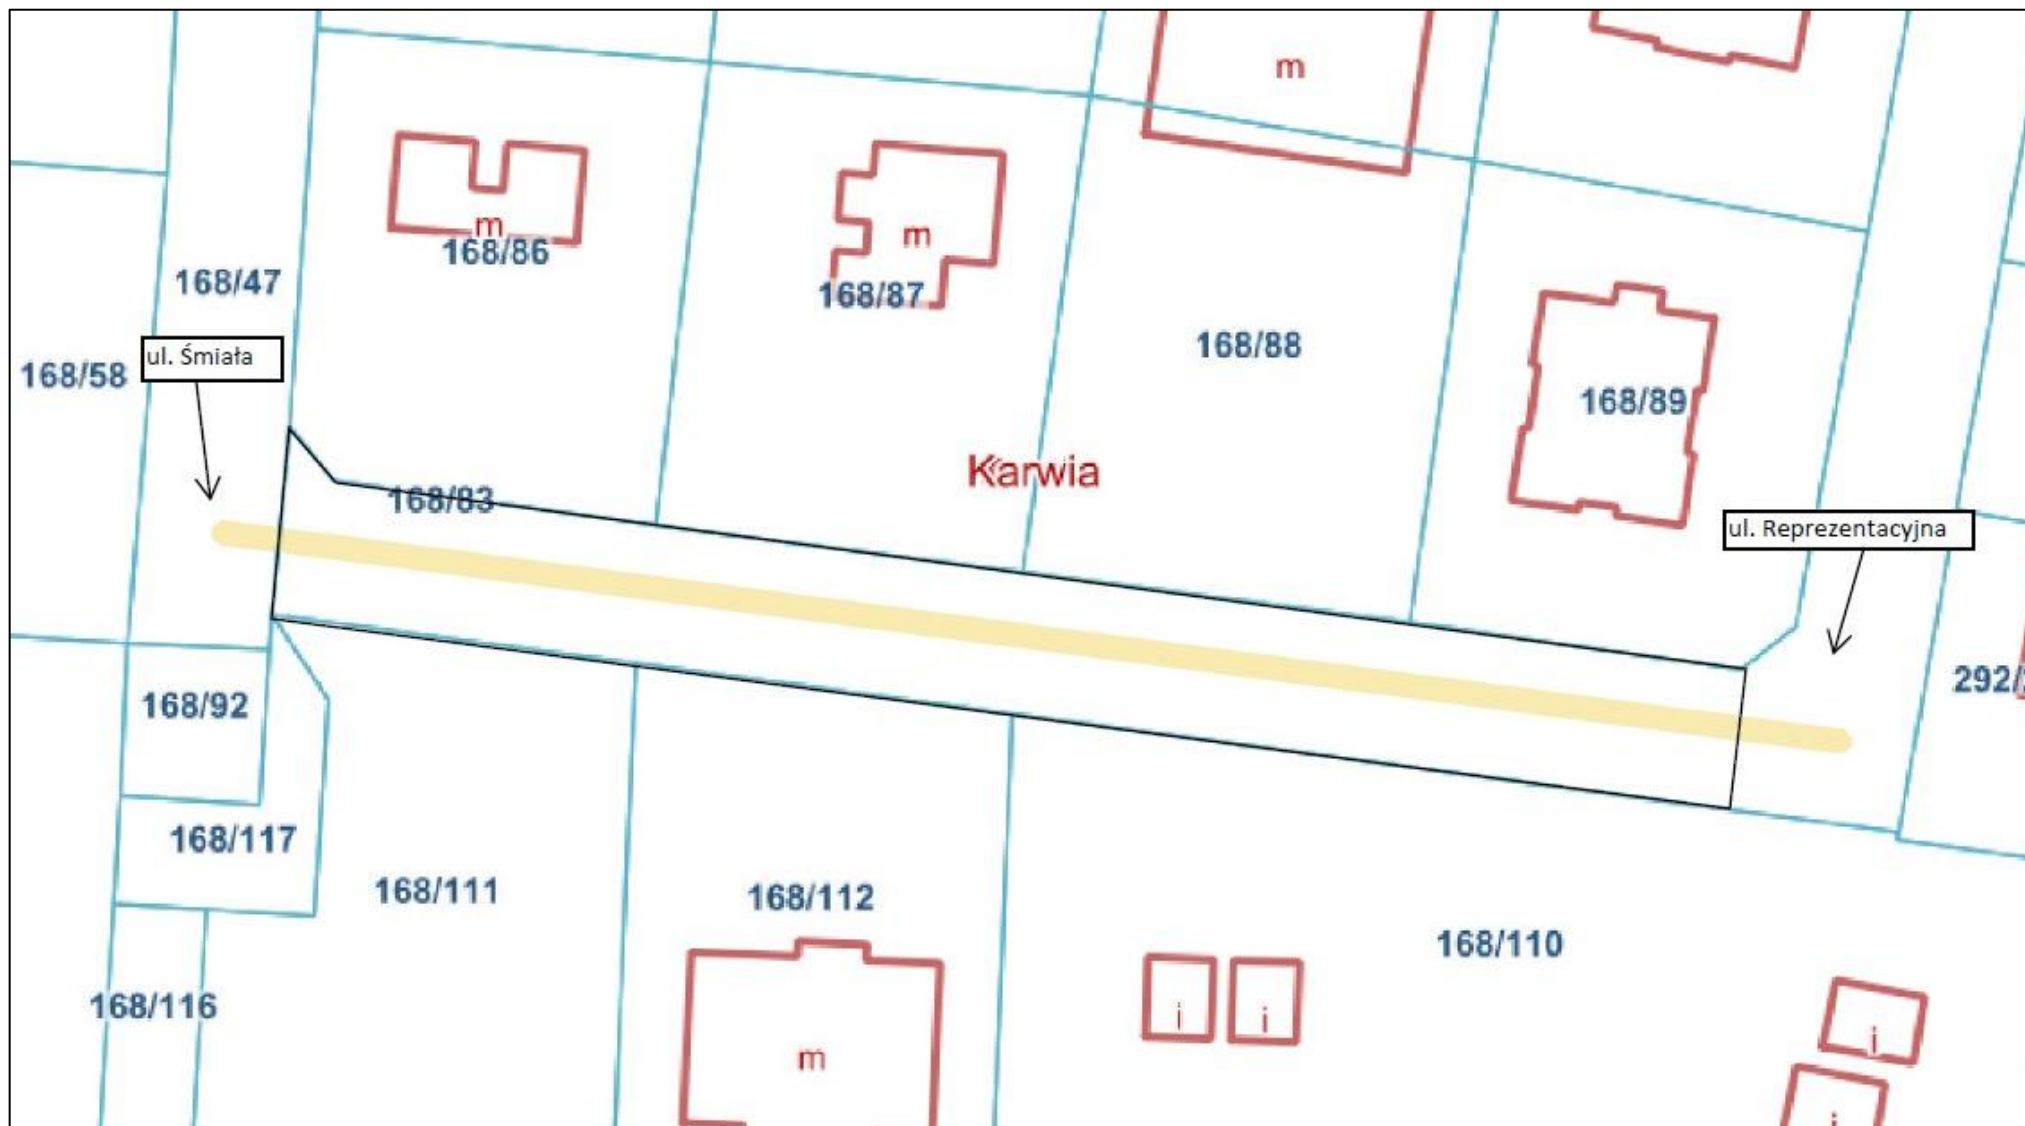 m
m
168/86
m
168/87
168/47
ul. Śmiała
168/58
168/88
168/89
Karwia
168/83
ul. Reprezentacyjna
292/
168/92
168/117
168/111
168/112
168/110
168/116
m
i
i
i
i